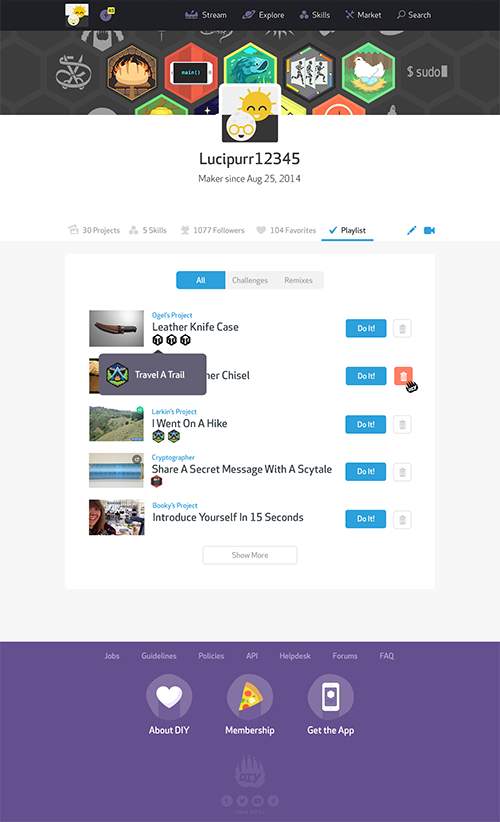 42
Stream
Explore
Skills
Market
Search
main()
$ sudo
Lucipurr12345
Maker since Aug 25, 2014
30 Projects
5 Skills
1077 Followers
104 Favorites
Playlist
All
Challenges
Remixes
Ogel's Project
Leather Knife Case
Do It!
Travel A Trail
her Chisel
Do It!
Larkin's Project
I Went On A Hike
Do It!
Cryptographer
Share A Secret Message With A Scytale
Do It!
Booky's Project
Introduce Yourself In 15 Seconds
Do It!
Show More
Jobs
Guidelines
Policies
API
Helpdesk
Forums
FAQ
About DIY
Membership
Get the App
DIY